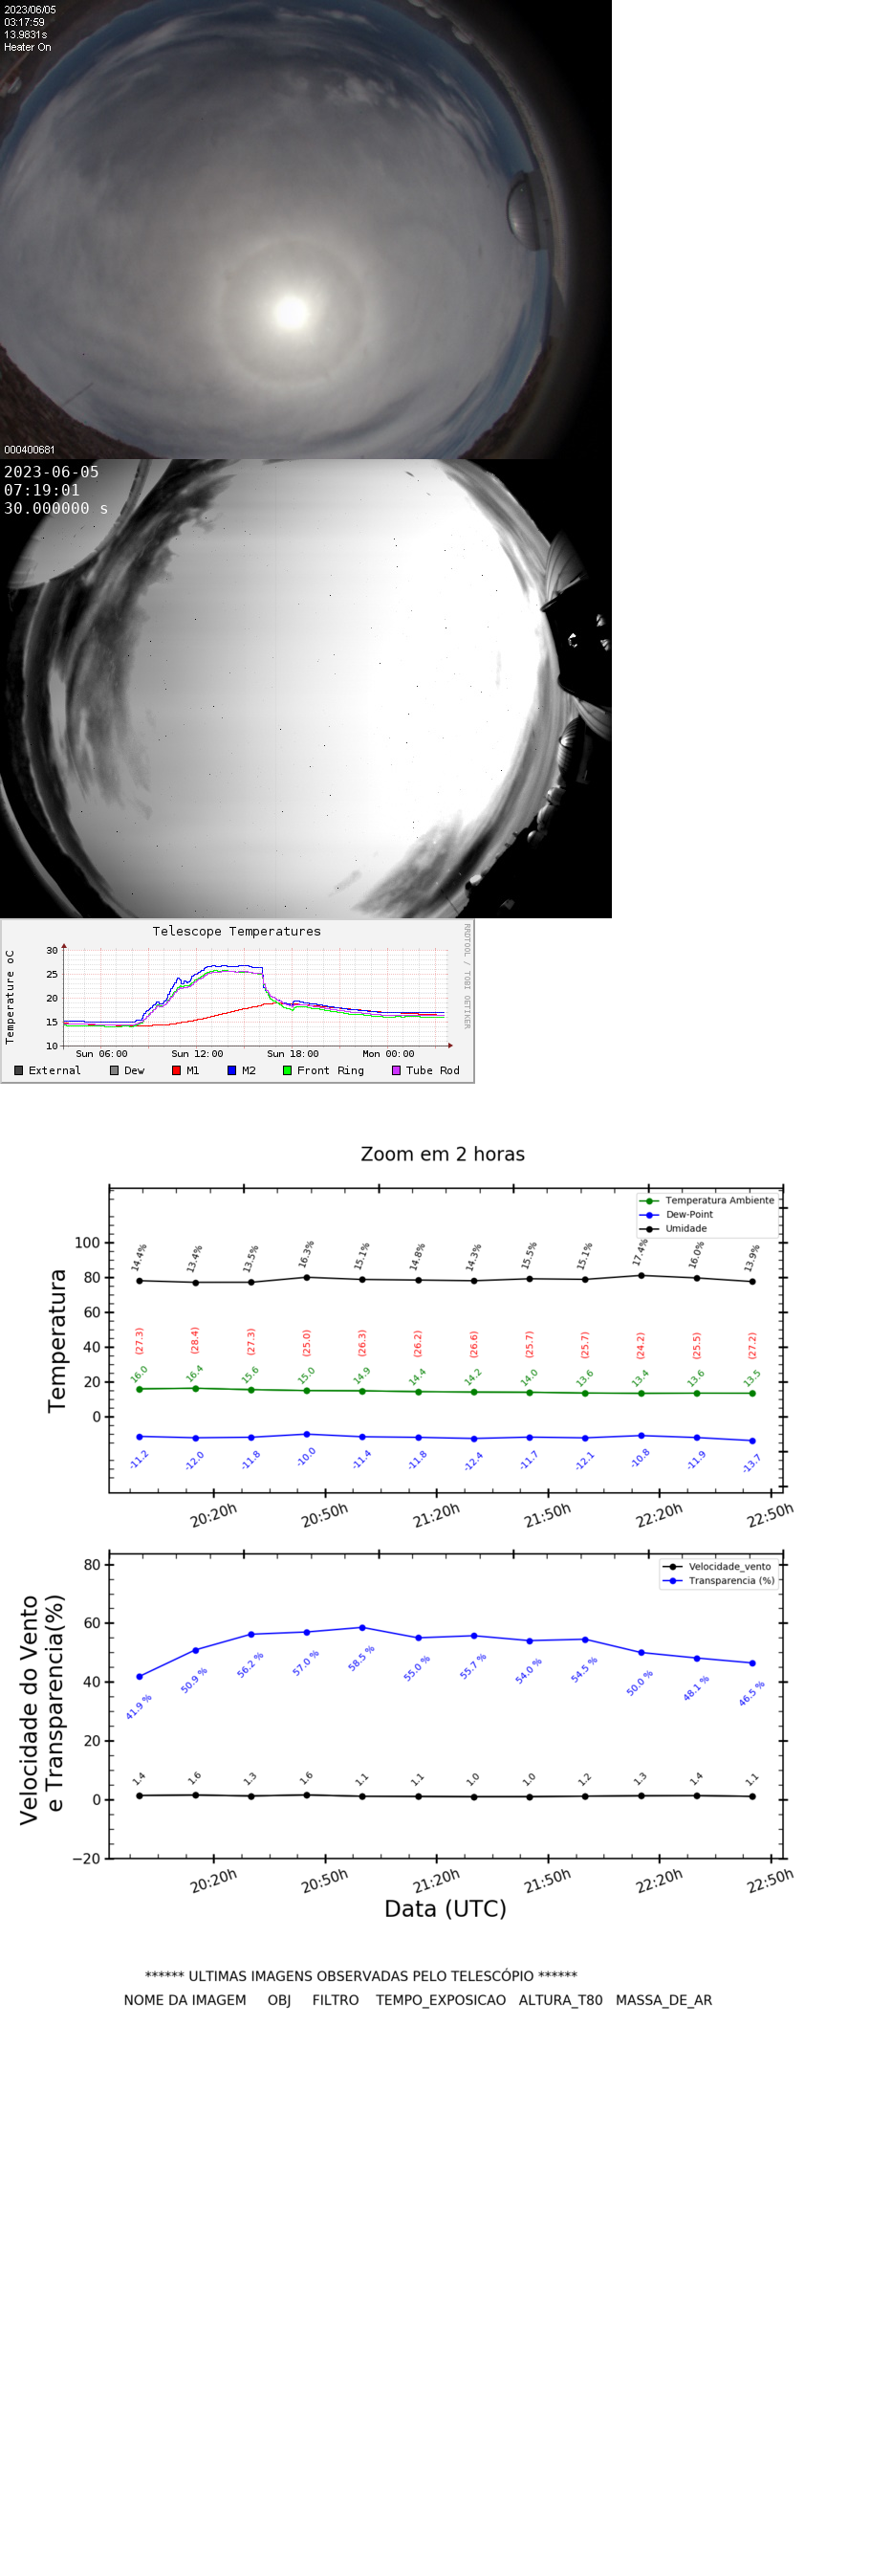 2023/06/05
03:17:59
13.9831s
Heater On
000400681
2023-06-05
07:19:01
30.000000 s
Telescope Temperatures
RRDTOOL / TOBI OETIKER
Temperature oC
30
25
20
15
10
Sun 06:00 Sun 12:00 Sun 18:00 Mon 00:00
External Dew M1 M2 Front Ring Tube Rod
Zoom em 2 horas
Temperatura Ambiente
Dew-Point
Umidade
Temperatura
100
80
60
40
20
0
14.4% 13.4% 13.5% 16.3% 15.1% 14.8% 14.3% 15.5% 15.1% 17.4% 16.0% 13.9%
(27.3) (28.4) (27.3) (25.0) (26.3) (26.2) (26.6) (25.7) (25.7) (24.2) (25.5) (27.2)
16.0 16.4 15.6 15.0 14.9 14.4 14.2 14.0 13.6 13.4 13.6 13.5
-11.2 -12.0 -11.8 -10.0 -11.4 -11.8 -12.4 -11.7 -12.1 -10.8 -11.9 -13.7
20:20h 20:50h 21:20h 21:50h 22:20h 22:50h
Velocidade_vento
Transparencia (%)
Velocidade do Vento
e Transparencia(%)
80
60
40
20
0
−20
41.9 % 50.9 % 56.2 % 57.0 % 58.5 % 55.0 % 55.7 % 54.0 % 54.5 % 50.0 % 48.1 % 46.5 %
1.4 1.6 1.3 1.6 1.1 1.1 1.0 1.0 1.2 1.3 1.4 1.1
20:20h 20:50h 21:20h 21:50h 22:20h 22:50h
Data (UTC)
****** ULTIMAS IMAGENS OBSERVADAS PELO TELESCÓPIO ******
NOME DA IMAGEM OBJ FILTRO TEMPO_EXPOSICAO ALTURA_T80 MASSA_DE_AR